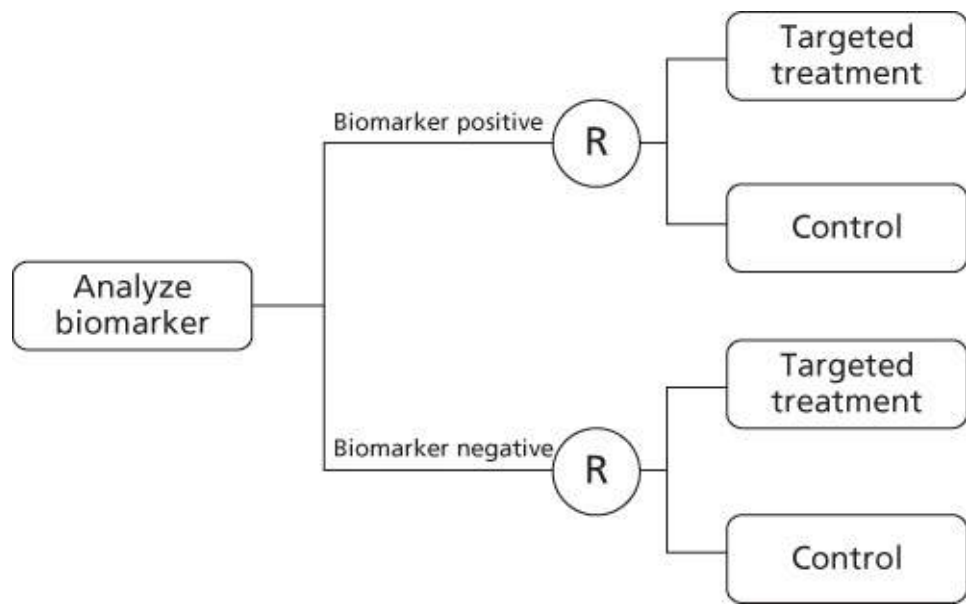 Targeted
treatment
Biomarker positive
R
Control
Analyze
biomarker
Targeted
treatment
Biomarker negative
R
Control